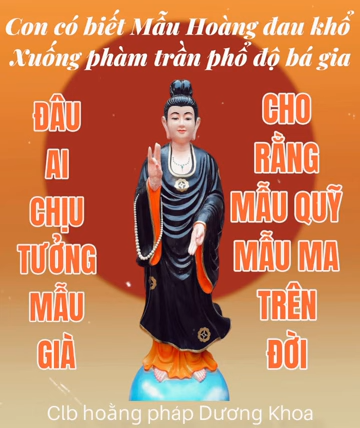 Con có biết Mẫu Hoàng đau khổ
Xuống phàm trần phổ độ bá gia
ĐÂU
AI
CHỊU
TƯỞNG
MẪU
GIÀ
CHO
RẰNG
MẪU QUỸ
MẪU MA
TRÊN
ĐỜI
Clb hoằng pháp Dương Khoa